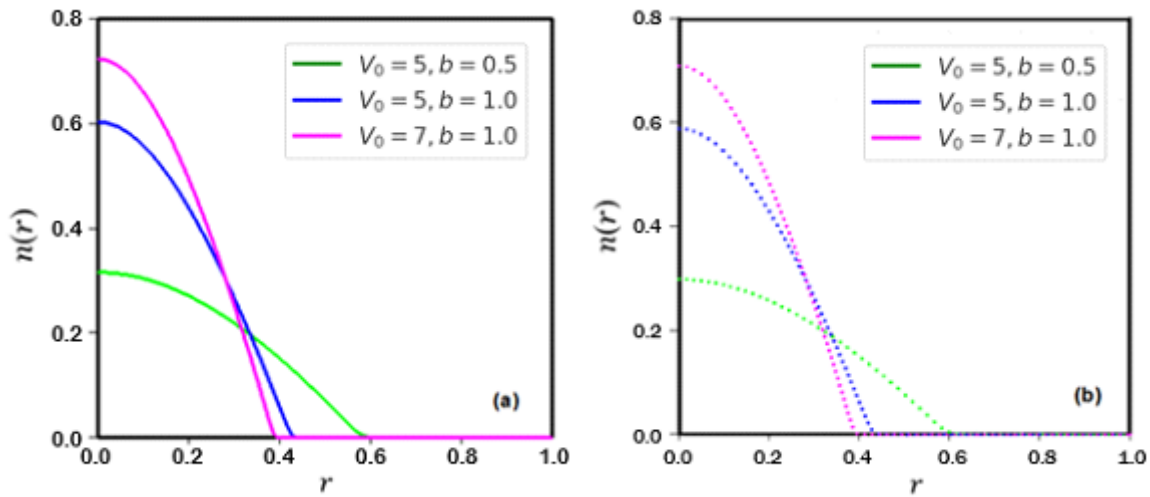 0.8
0.6
0.4
0.2
0.0
n(r)
V₀ = 5, b = 0.5
V₀ = 5, b = 1.0
V₀ = 7, b = 1.0
(a)
0.0 0.2 0.4 0.6 0.8 1.0
r
0.8
0.6
0.4
0.2
0.0
n(r)
V₀ = 5, b = 0.5
V₀ = 5, b = 1.0
V₀ = 7, b = 1.0
(b)
0.0 0.2 0.4 0.6 0.8 1.0
r